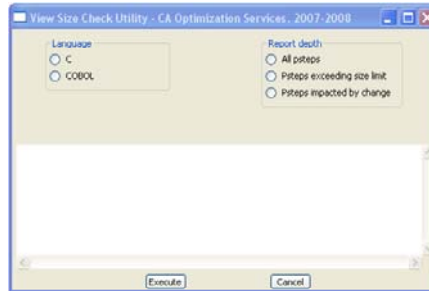 View Size Check Utility - CA Optimization Services. 2007-2008
Language
C
COBOL
Report depth
All psteps
Psteps exceeding size limit
Psteps impacted by change
Execute
Cancel